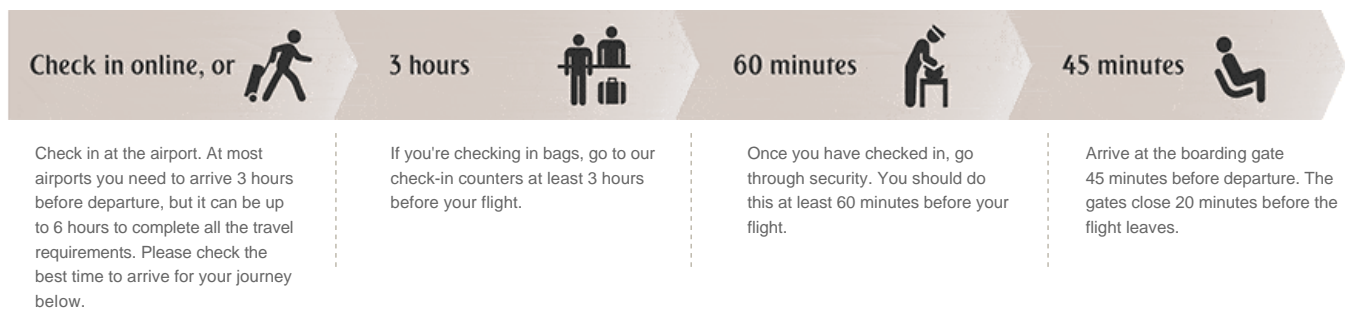 Check in online, or
3 hours
60 minutes
45 minutes
Check in at the airport. At most
airports you need to arrive 3 hours
before departure, but it can be up
to 6 hours to complete all the travel
requirements. Please check the
best time to arrive for your journey
below.
If you're checking in bags, go to our
check-in counters at least 3 hours
before your flight.
Once you have checked in, go
through security. You should do
this at least 60 minutes before your
flight.
Arrive at the boarding gate
45 minutes before departure. The
gates close 20 minutes before the
flight leaves.